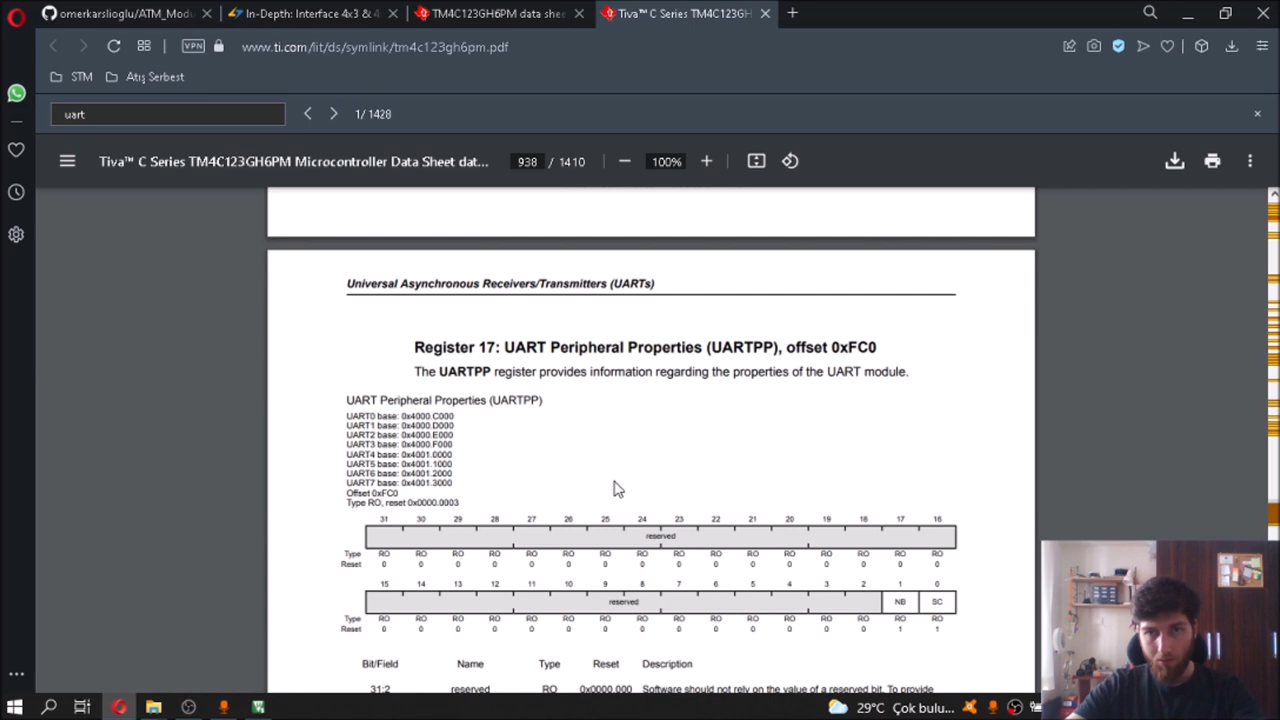 omerkarslioglu/ATM_Modu
In-Depth: Interface 4x3 & 4
TM4C123GH6PM data shee
Tiva™ C Series TM4C123GH
VPN
www.ti.com/lit/ds/symlink/tm4c123gh6pm.pdf
STM
Atış Serbest
uart
1/ 1428
Tiva™ C Series TM4C123GH6PM Microcontroller Data Sheet dat...
938 / 1410
100%
Universal Asynchronous Receivers/Transmitters (UARTs)
Register 17: UART Peripheral Properties (UARTPP), offset 0xFC0
The UARTPP register provides information regarding the properties of the UART module.
UART Peripheral Properties (UARTPP)
UART0 base: 0x4000.C000
UART1 base: 0x4000.D000
UART2 base: 0x4000.E000
UART3 base: 0x4000.F000
UART4 base: 0x4001.0000
UART5 base: 0x4001.1000
UART6 base: 0x4001.2000
UART7 base: 0x4001.3000
Offset 0xFC0
Type RO, reset 0x0000.0003
31 30 29 28 27 26 25 24 23 22 21 20 19 18 17 16
reserved
Type RO RO RO RO RO RO RO RO RO RO RO RO RO RO RO RO
Reset 0 0 0 0 0 0 0 0 0 0 0 0 0 0 0 0
15 14 13 12 11 10 9 8 7 6 5 4 3 2 1 0
reserved NB SC
Type RO RO RO RO RO RO RO RO RO RO RO RO RO RO RO RO
Reset 0 0 0 0 0 0 0 0 0 0 0 0 0 0 1 1
Bit/Field Name Type Reset Description
31:2 reserved RO 0x0000.000 Software should not rely on the value of a reserved bit. To provide
29°C Çok bulu...